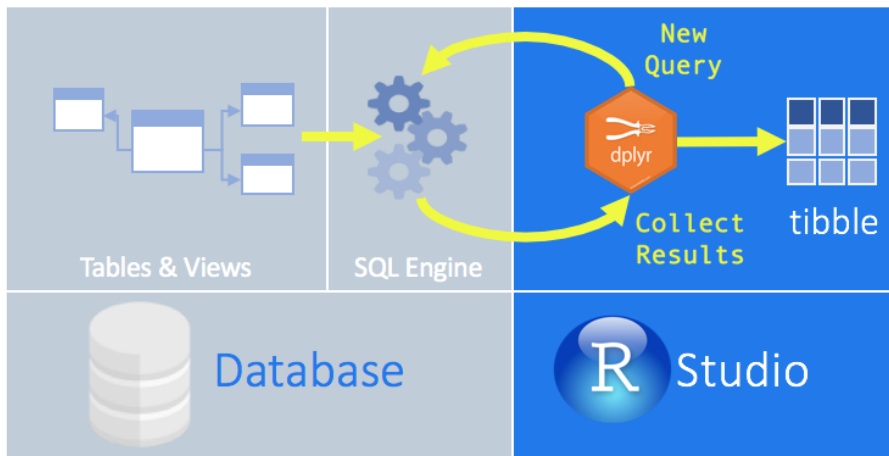 New
Query
dplyr
tibble
Collect
Results
Tables & Views
SQL Engine
Database
R Studio